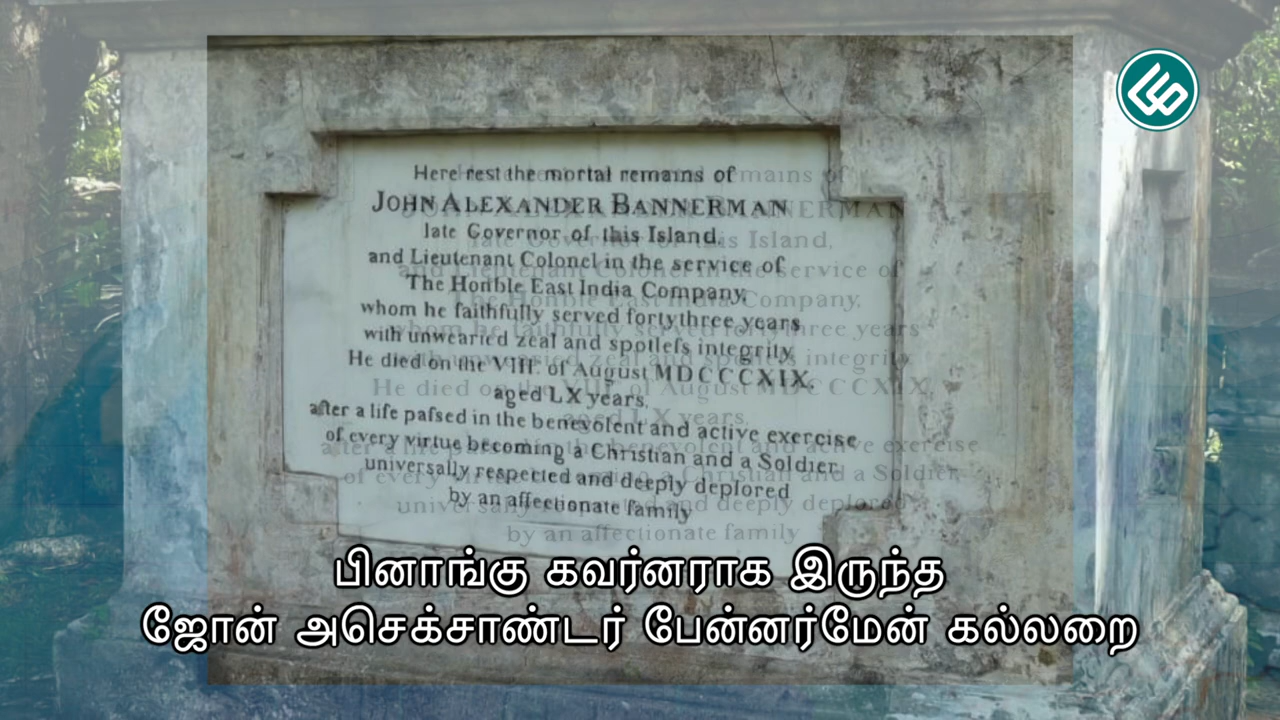 Here rest the mortal remains of
JOHN ALEXANDER BANNERMAN
late Governor of this Island,
and Lieutenant Colonel in the service of
The Honble East India Company,
whom he faithfully served forty three years
with unwearied zeal and spotleſs integrity.
He died on the VIII. of August MDCCCXIX,
aged LX years,
after a life paſsed in the benevolent and active exercise
of every virtue becoming a Christian and a Soldier
universally respected and deeply deplored
by an affectionate family
பினாங்கு கவர்னராக இருந்த
ஜோன் அசெக்சாண்டர் பேன்னர்மேன் கல்லறை